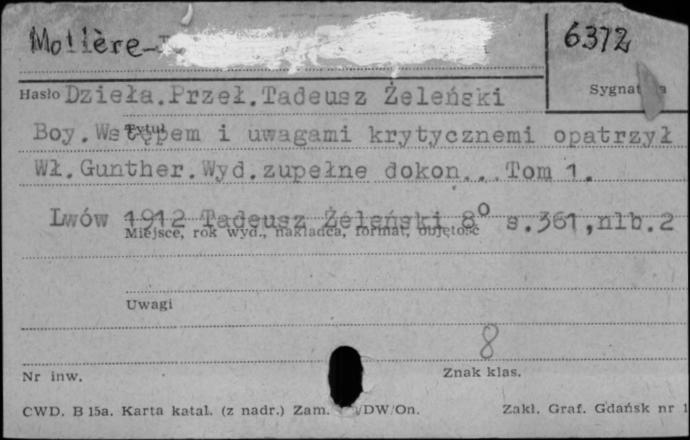 Molière-
6372
Hasło Dzieła.Przeł.Tadeusz Żeleński
Sygnat
Tytuł
Boy.Wstępem i uwagami krytycznemi opatrzył
Wł.Gunther.Wyd.zupełne dokon...Tom 1.
Lwów 1912 Tadeusz Żeleński 8° s.361,nlb.2
Miejsce, rok wyd., nakładca, format, objętość
Uwagi
8
Nr inw.
Znak klas.
CWD. B 15a. Karta katal. (z nadr.) Zam. /DW/On.
Zakł. Graf. Gdańsk nr 1